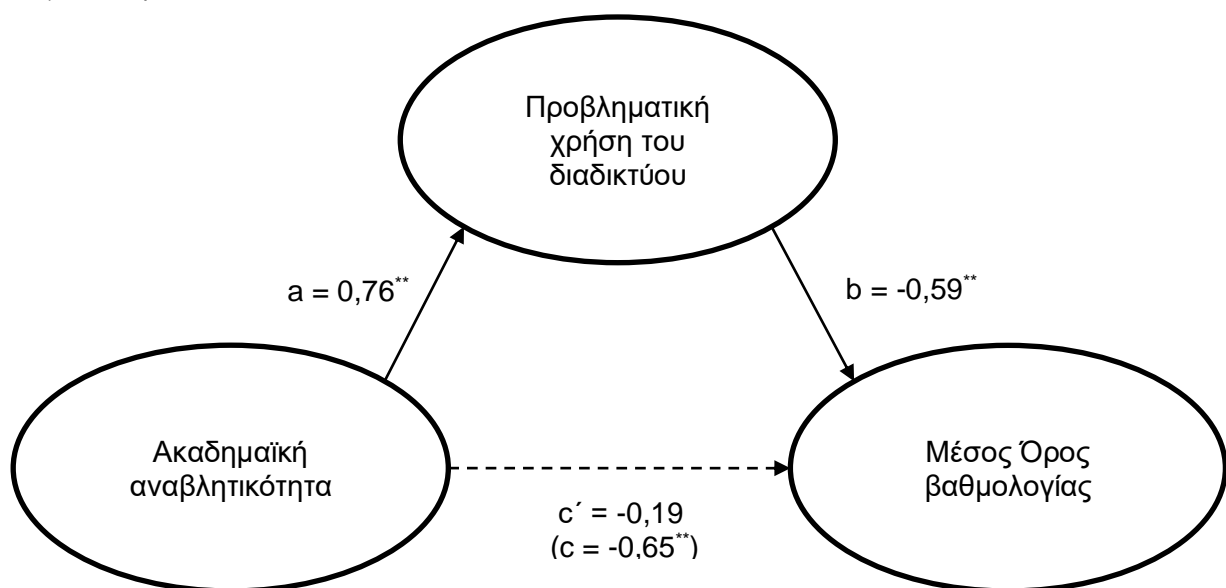 Προβληματική
χρήση του
διαδικτύου
a = 0,76**
b = -0,59**
Ακαδημαϊκή
αναβλητικότητα
Μέσος Όρος
βαθμολογίας
c΄ = -0,19
(c = -0,65**)